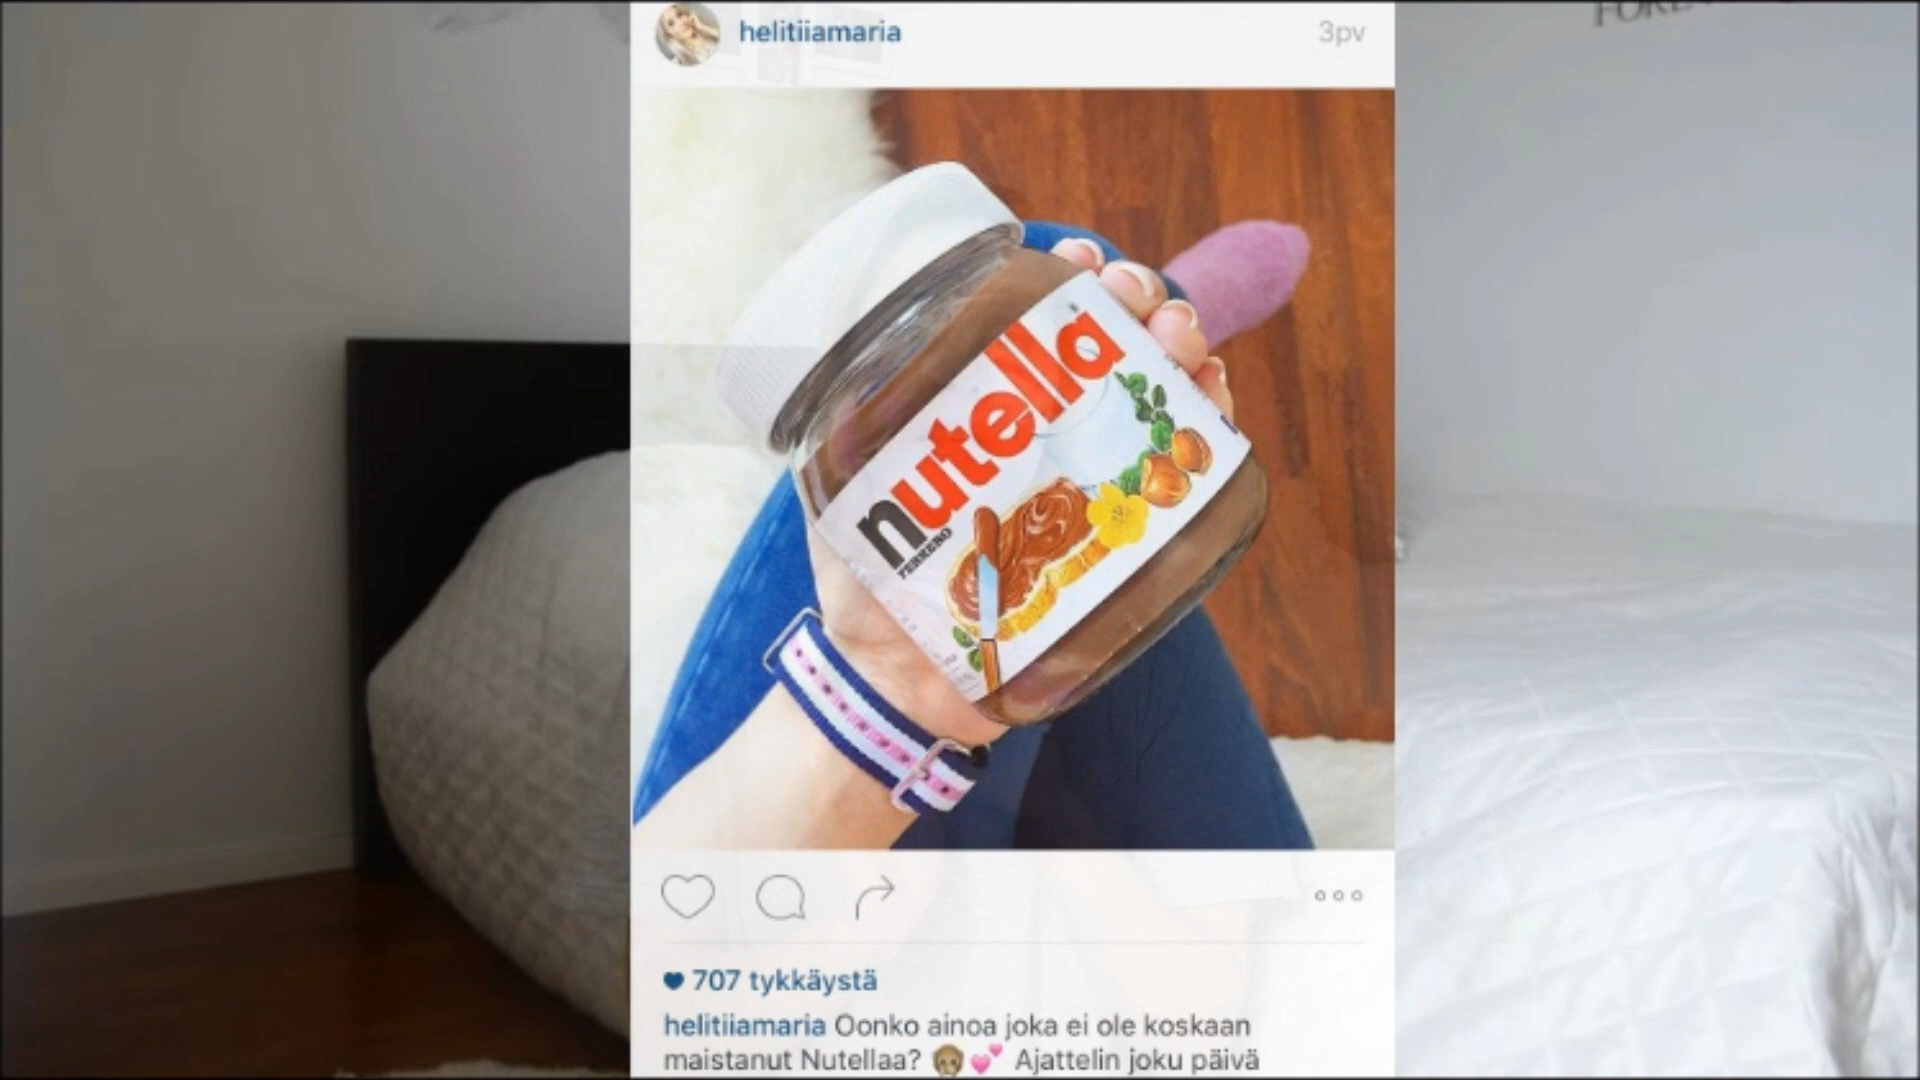 helitiiamaria
3pv
nutella
FERRERO
707 tykkäystä
helitiiamaria Oonko ainoa joka ei ole koskaan
maistanut Nutellaa? 🙊💕 Ajattelin joku päivä